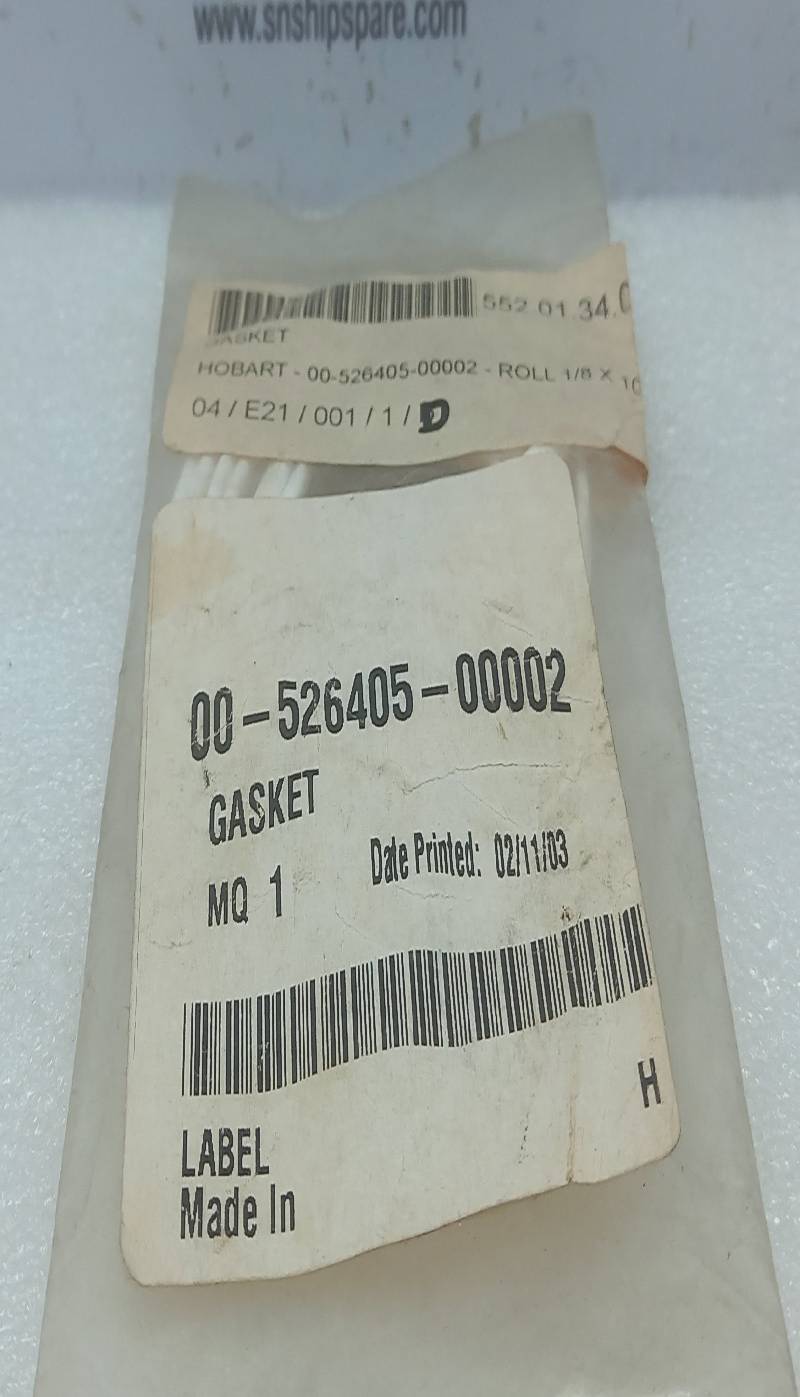 www.snshipspare.com
552 01 34.
GASKET
HOBART - 00-526405-00002 - ROLL 1/8 X 10
04 / E21 / 001 / 1 / D
00-526405-00002
GASKET
MQ 1 Date Printed: 02/11/03
H
LABEL
Made In